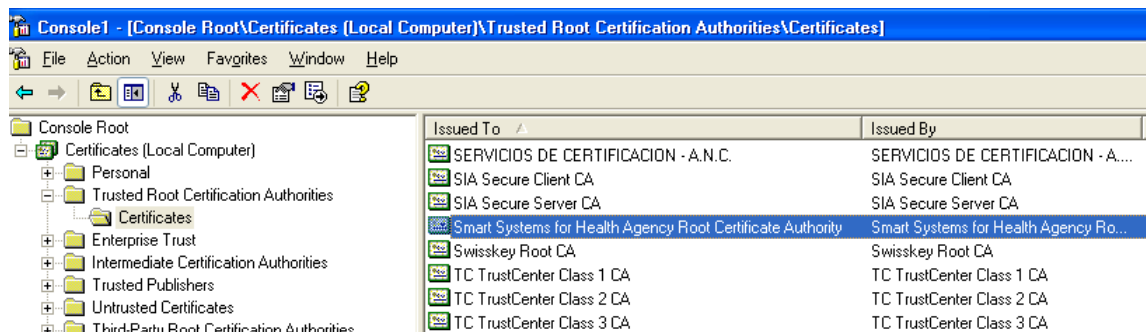 Console1 - [Console Root\Certificates (Local Computer)\Trusted Root Certification Authorities\Certificates]
File Action View Favorites Window Help
Console Root
Certificates (Local Computer)
Personal
Trusted Root Certification Authorities
Certificates
Enterprise Trust
Intermediate Certification Authorities
Trusted Publishers
Untrusted Certificates
Third-Party Root Certification Authorities
Issued To Issued By
SERVICIOS DE CERTIFICACION - A.N.C. SERVICIOS DE CERTIFICACION - A....
SIA Secure Client CA SIA Secure Client CA
SIA Secure Server CA SIA Secure Server CA
Smart Systems for Health Agency Root Certificate Authority Smart Systems for Health Agency Ro...
Swisskey Root CA Swisskey Root CA
TC TrustCenter Class 1 CA TC TrustCenter Class 1 CA
TC TrustCenter Class 2 CA TC TrustCenter Class 2 CA
TC TrustCenter Class 3 CA TC TrustCenter Class 3 CA